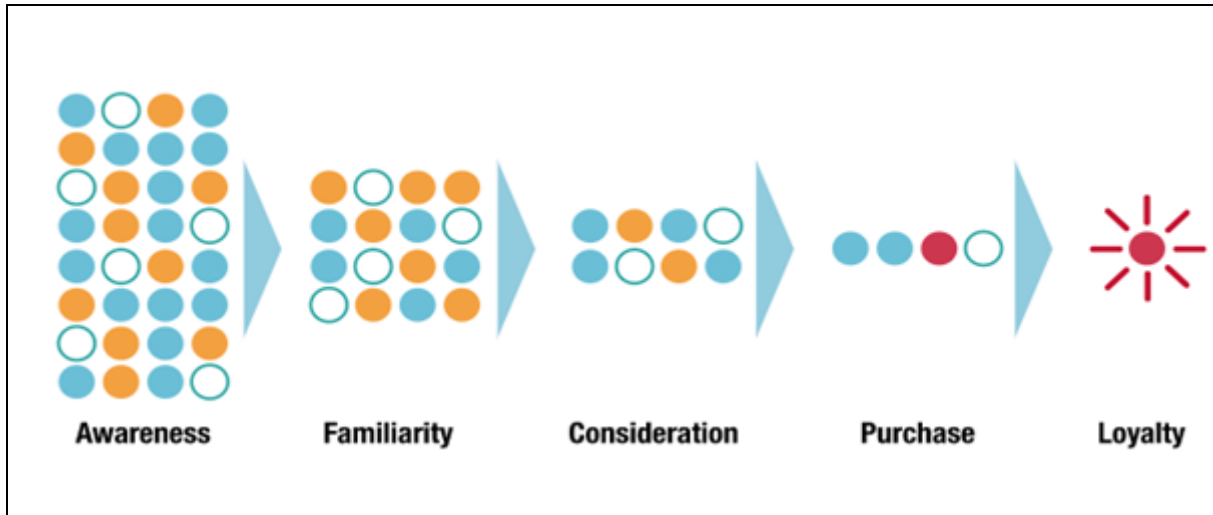 Awareness
Familiarity
Consideration
Purchase
Loyalty